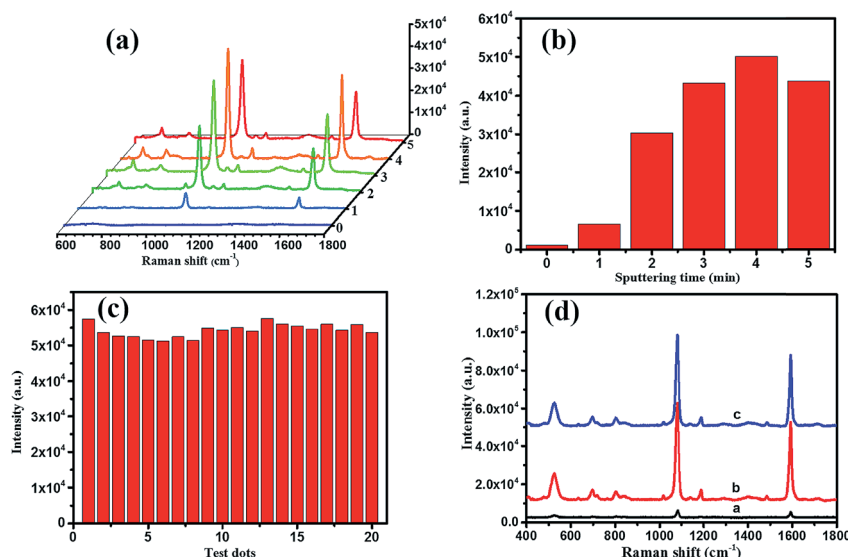 (a)
5x10⁴
4x10⁴
3x10⁴
2x10⁴
1x10⁴
0
5
4
3
2
1
0
600 800 1000 1200 1400 1600 1800
Raman shift (cm⁻¹)
(b)
Intensity (a.u.)
6x10⁴
5x10⁴
4x10⁴
3x10⁴
2x10⁴
1x10⁴
0
0 1 2 3 4 5
Sputtering time (min)
(c)
Intensity (a.u.)
6x10⁴
5x10⁴
4x10⁴
3x10⁴
2x10⁴
1x10⁴
0
0 5 10 15 20
Test dots
(d)
Intensity (a.u.)
1.2x10⁵
1.0x10⁵
8.0x10⁴
6.0x10⁴
4.0x10⁴
2.0x10⁴
0.0
c
b
a
400 600 800 1000 1200 1400 1600 1800
Raman shift (cm⁻¹)